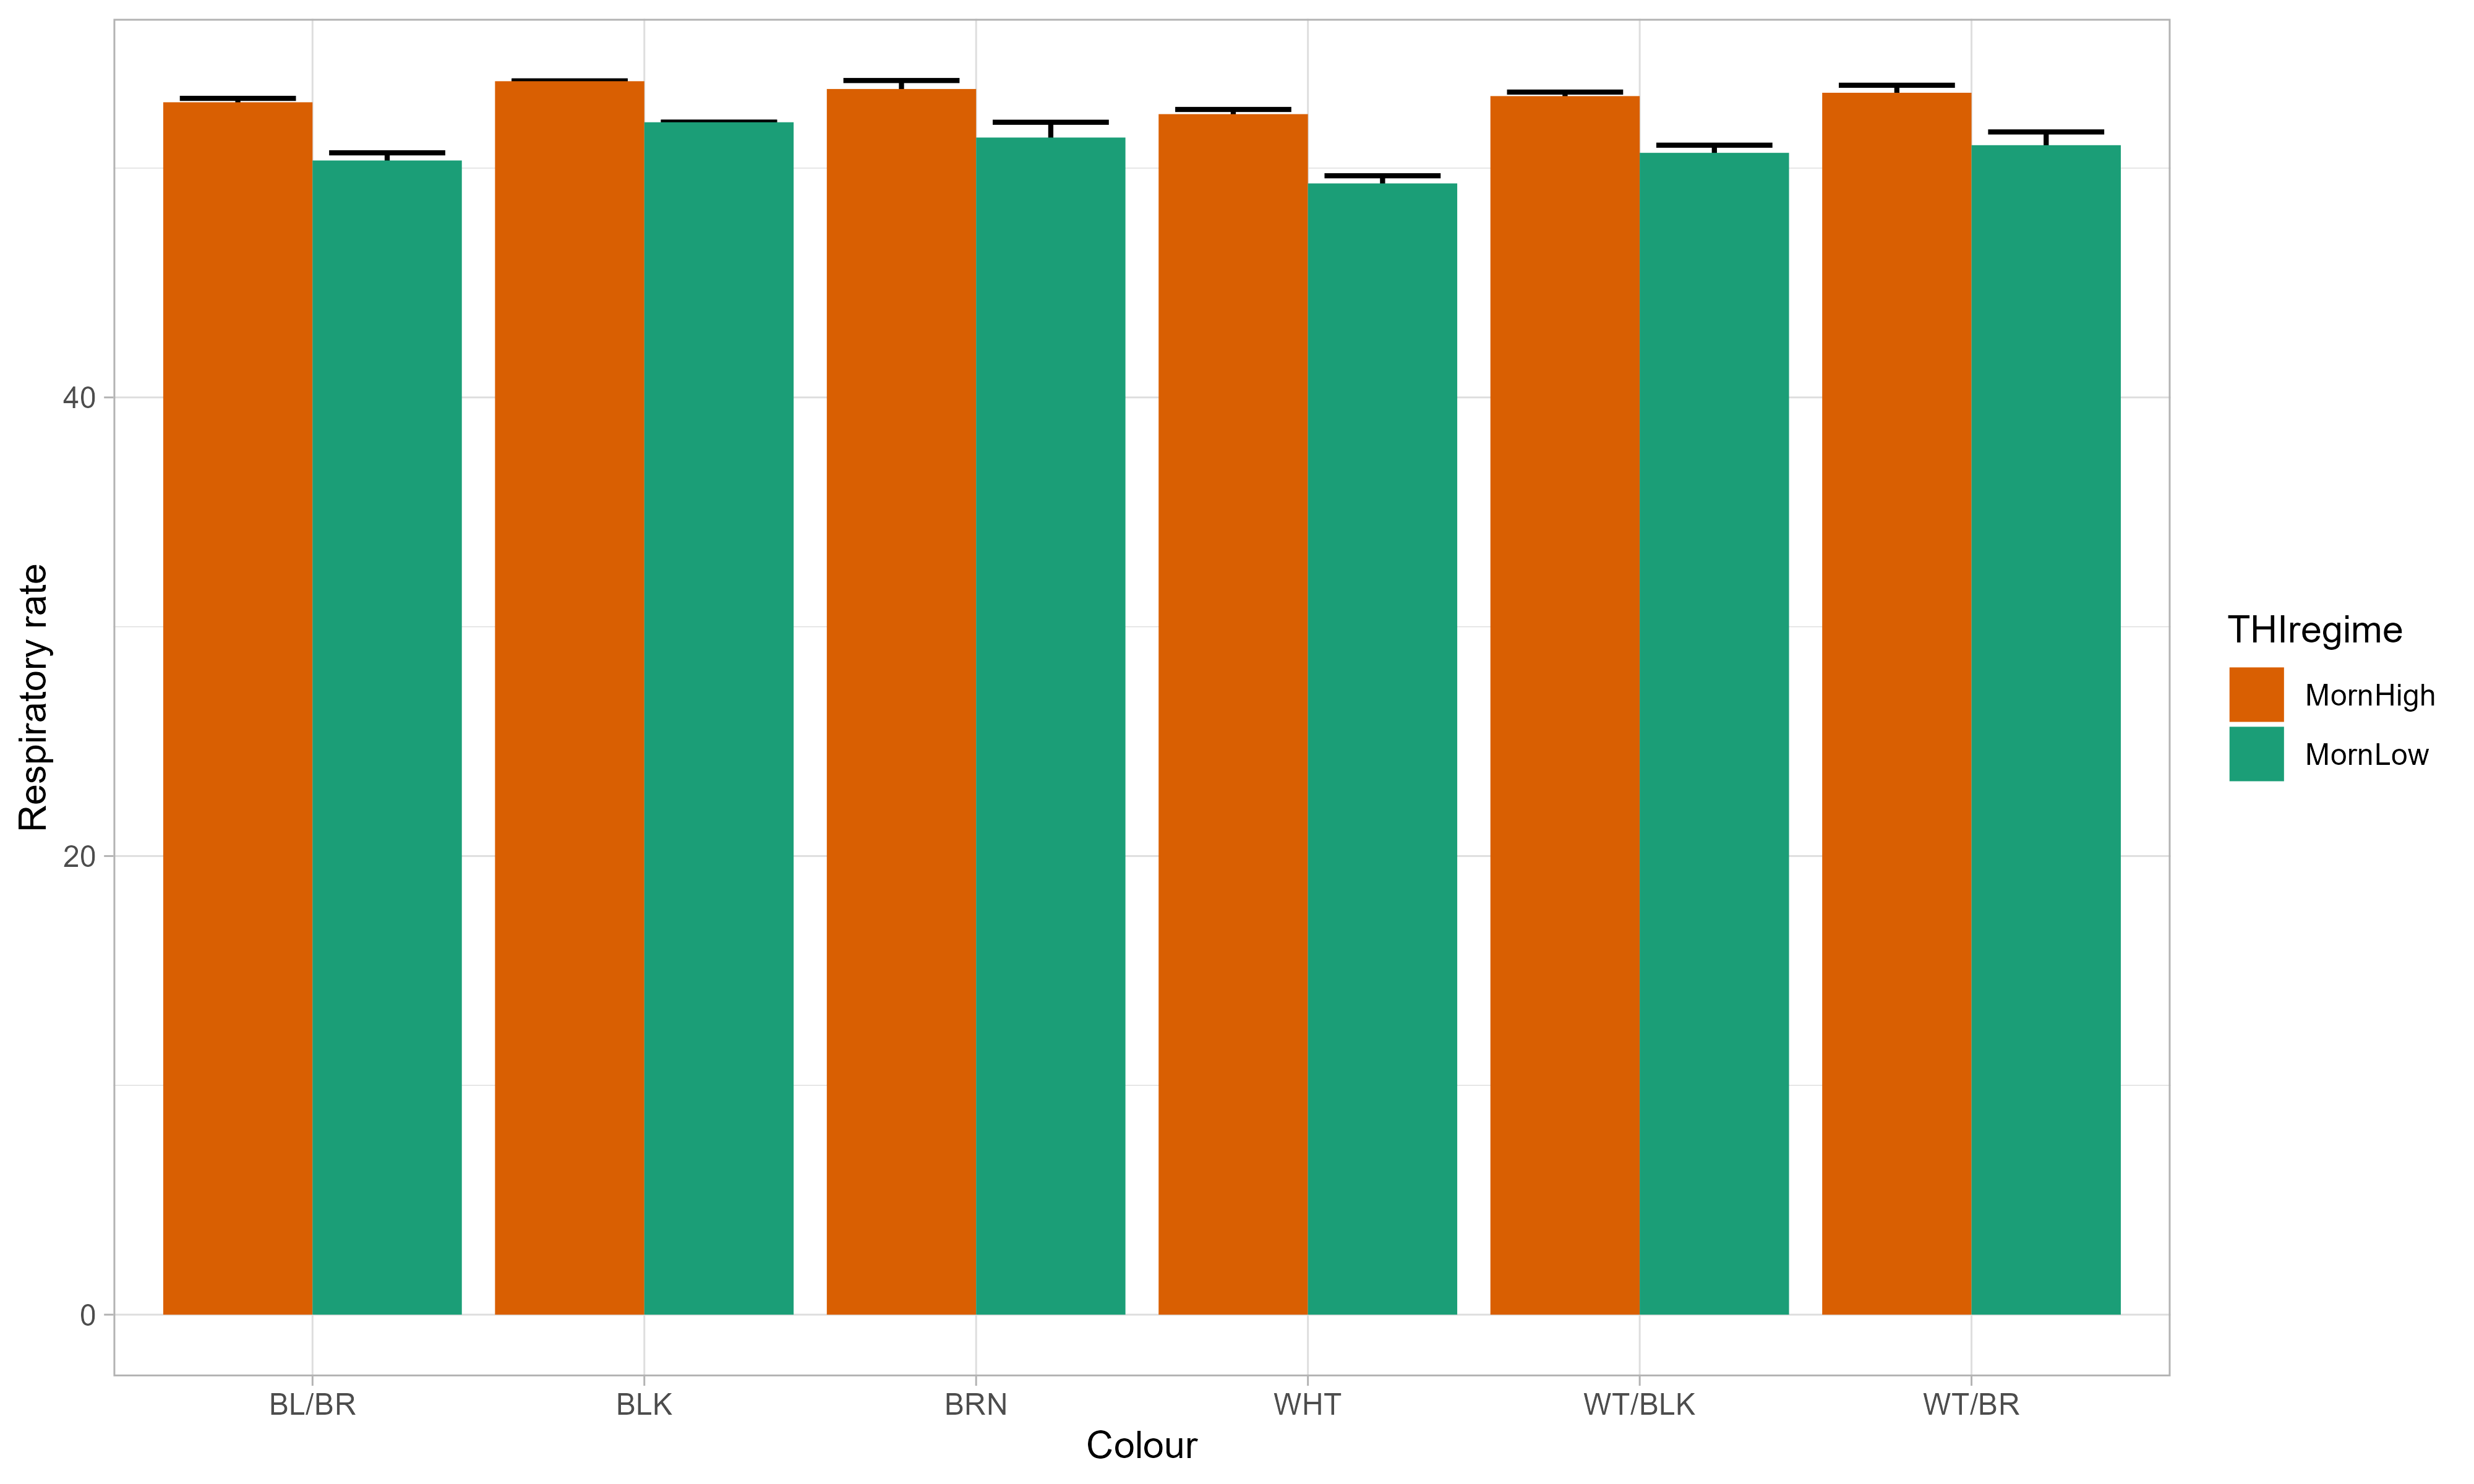 Respiratory rate
40
20
0
BL/BR BLK BRN WHT WT/BLK WT/BR
Colour
THIregime
MornHigh
MornLow